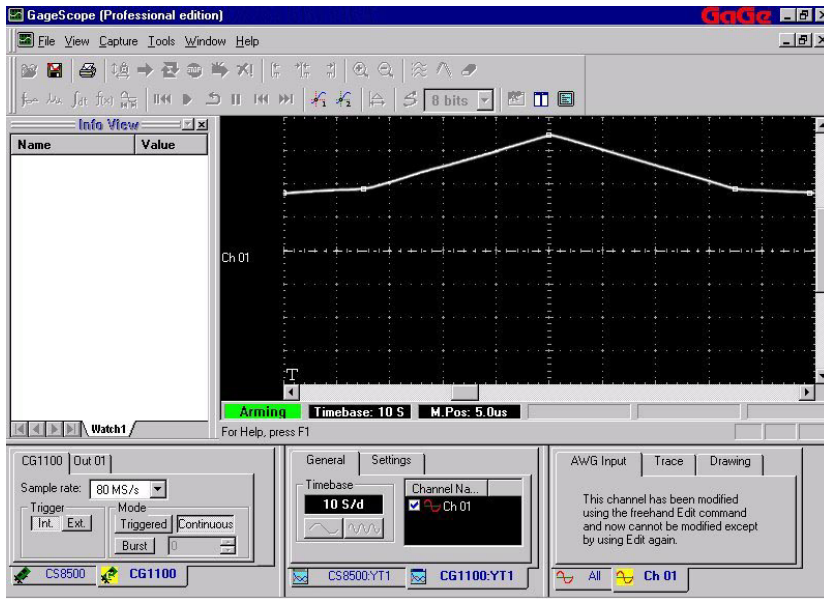 GageScope (Professional edition)
GaGe
File View Capture Tools Window Help
8 bits
Info View
Name Value
Ch 01
T
Arming Timebase: 10 S M.Pos: 5.0us
Watch1
For Help, press F1
CG1100 Out 01
Sample rate: 80 MS/s
Trigger
Int. Ext.
Mode
Triggered Continuous
Burst 0
CS8500 CG1100
General Settings
Timebase
10 S/d
Channel Na...
Ch 01
CS8500:YT1 CG1100:YT1
AWG Input Trace Drawing
This channel has been modified
using the freehand Edit command
and now cannot be modified except
by using Edit again.
All Ch 01